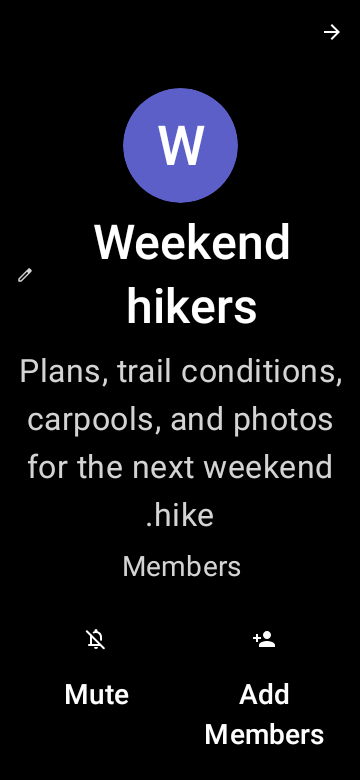 W
Weekend
hikers
Plans, trail conditions,
carpools, and photos
for the next weekend
.hike
Members
Mute
Add
Members